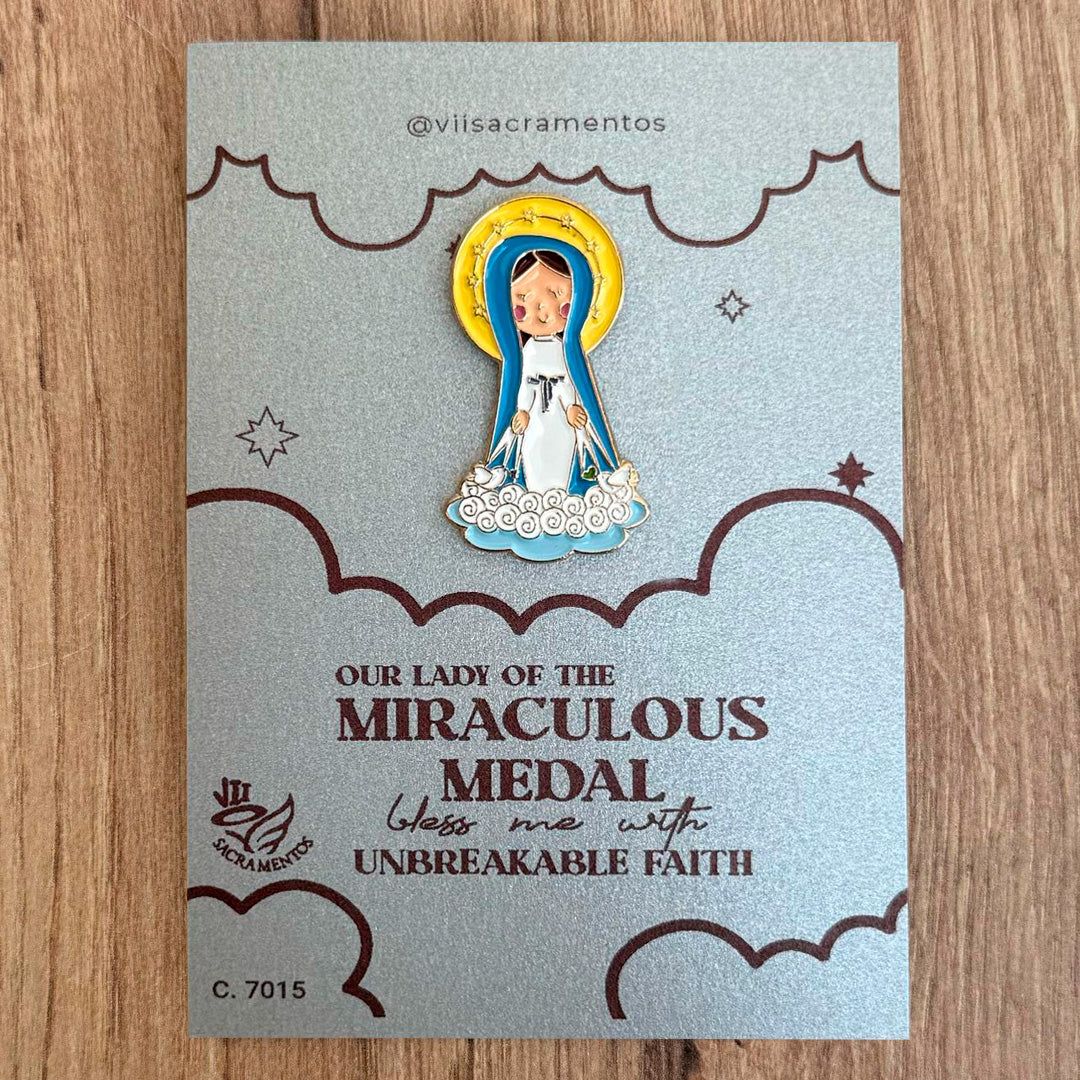 @viisacramentos
OUR LADY OF THE
MIRACULOUS
MEDAL
bless me with
UNBREAKABLE FAITH
VII
SACRAMENTOS
C. 7015